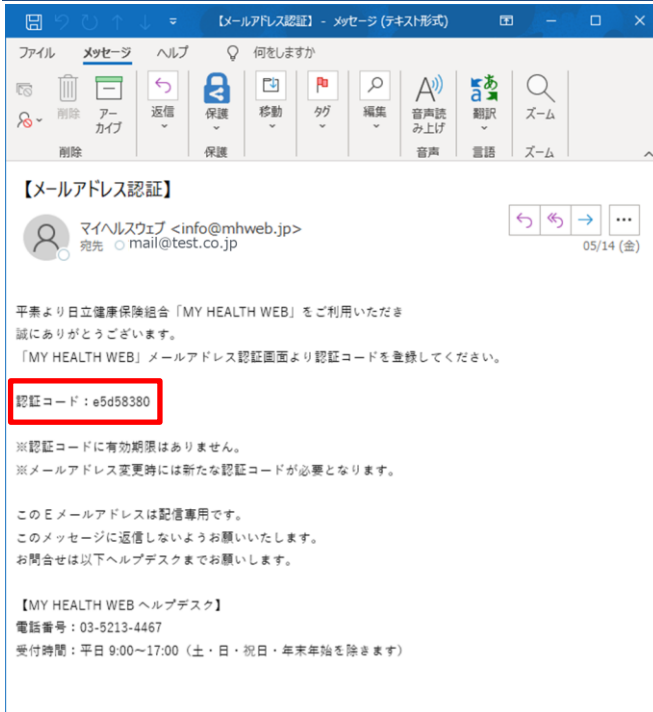 【メールアドレス認証】 - メッセージ (テキスト形式)
ファイル メッセージ ヘルプ 何をしますか
削除 アーカイブ 返信 保護 移動 タグ 編集 音声読み上げ 翻訳 ズーム
削除 保護 音声 言語 ズーム
【メールアドレス認証】
マイヘルスウェブ <info@mhweb.jp>
宛先 mail@test.co.jp
05/14 (金)
平素より日立健康保険組合「MY HEALTH WEB」をご利用いただき
誠にありがとうございます。
「MY HEALTH WEB」メールアドレス認証画面より認証コードを登録してください。
認証コード：e5d58380
※認証コードに有効期限はありません。
※メールアドレス変更時には新たな認証コードが必要となります。
このＥメールアドレスは配信専用です。
このメッセージに返信しないようお願いいたします。
お問合せは以下ヘルプデスクまでお願いします。
【MY HEALTH WEB ヘルプデスク】
電話番号：03-5213-4467
受付時間：平日 9:00～17:00（土・日・祝日・年末年始を除きます）